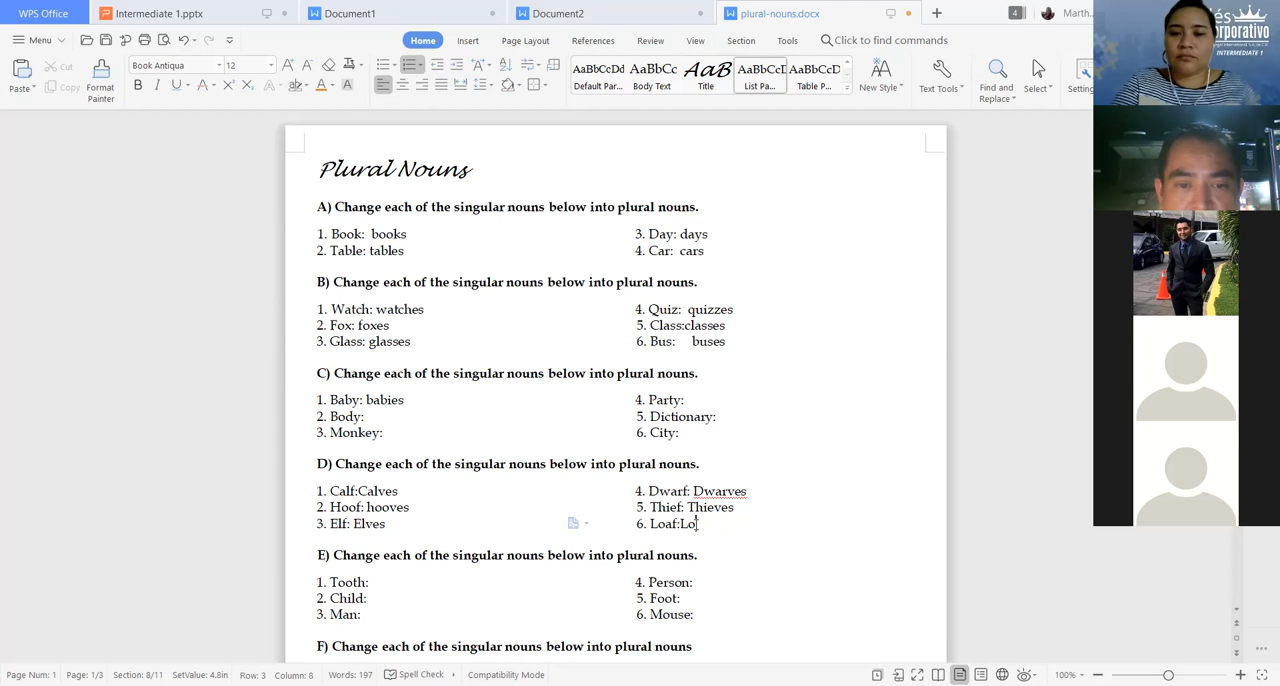 WPS Office
Intermediate 1.pptx
Document1
Document2
plural-nouns.docx
4
Marth...
Menu
Home
Insert
Page Layout
References
Review
View
Section
Tools
Click to find commands
Paste
Cut
Copy
Format Painter
Book Antiqua
12
AaBbCcDd
Default Par...
AaBbCc
Body Text
AaB
Title
AaBbCcL
List Pa...
AaBbCcD
Table P...
New Style
Text Tools
Find and Replace
Select
Setting
INTERMEDIATE 1
Plural Nouns
A) Change each of the singular nouns below into plural nouns.
1. Book: books
3. Day: days
2. Table: tables
4. Car: cars
B) Change each of the singular nouns below into plural nouns.
1. Watch: watches
4. Quiz: quizzes
2. Fox: foxes
5. Class:classes
3. Glass: glasses
6. Bus: buses
C) Change each of the singular nouns below into plural nouns.
1. Baby: babies
4. Party:
2. Body:
5. Dictionary:
3. Monkey:
6. City:
D) Change each of the singular nouns below into plural nouns.
1. Calf:Calves
4. Dwarf: Dwarves
2. Hoof: hooves
5. Thief: Thieves
3. Elf: Elves
6. Loaf:Lo
E) Change each of the singular nouns below into plural nouns.
1. Tooth:
4. Person:
2. Child:
5. Foot:
3. Man:
6. Mouse:
F) Change each of the singular nouns below into plural nouns
Page Num: 1
Page: 1/3
Section: 8/11
SetValue: 4.8in
Row: 3
Column: 8
Words: 197
Spell Check
Compatibility Mode
100%